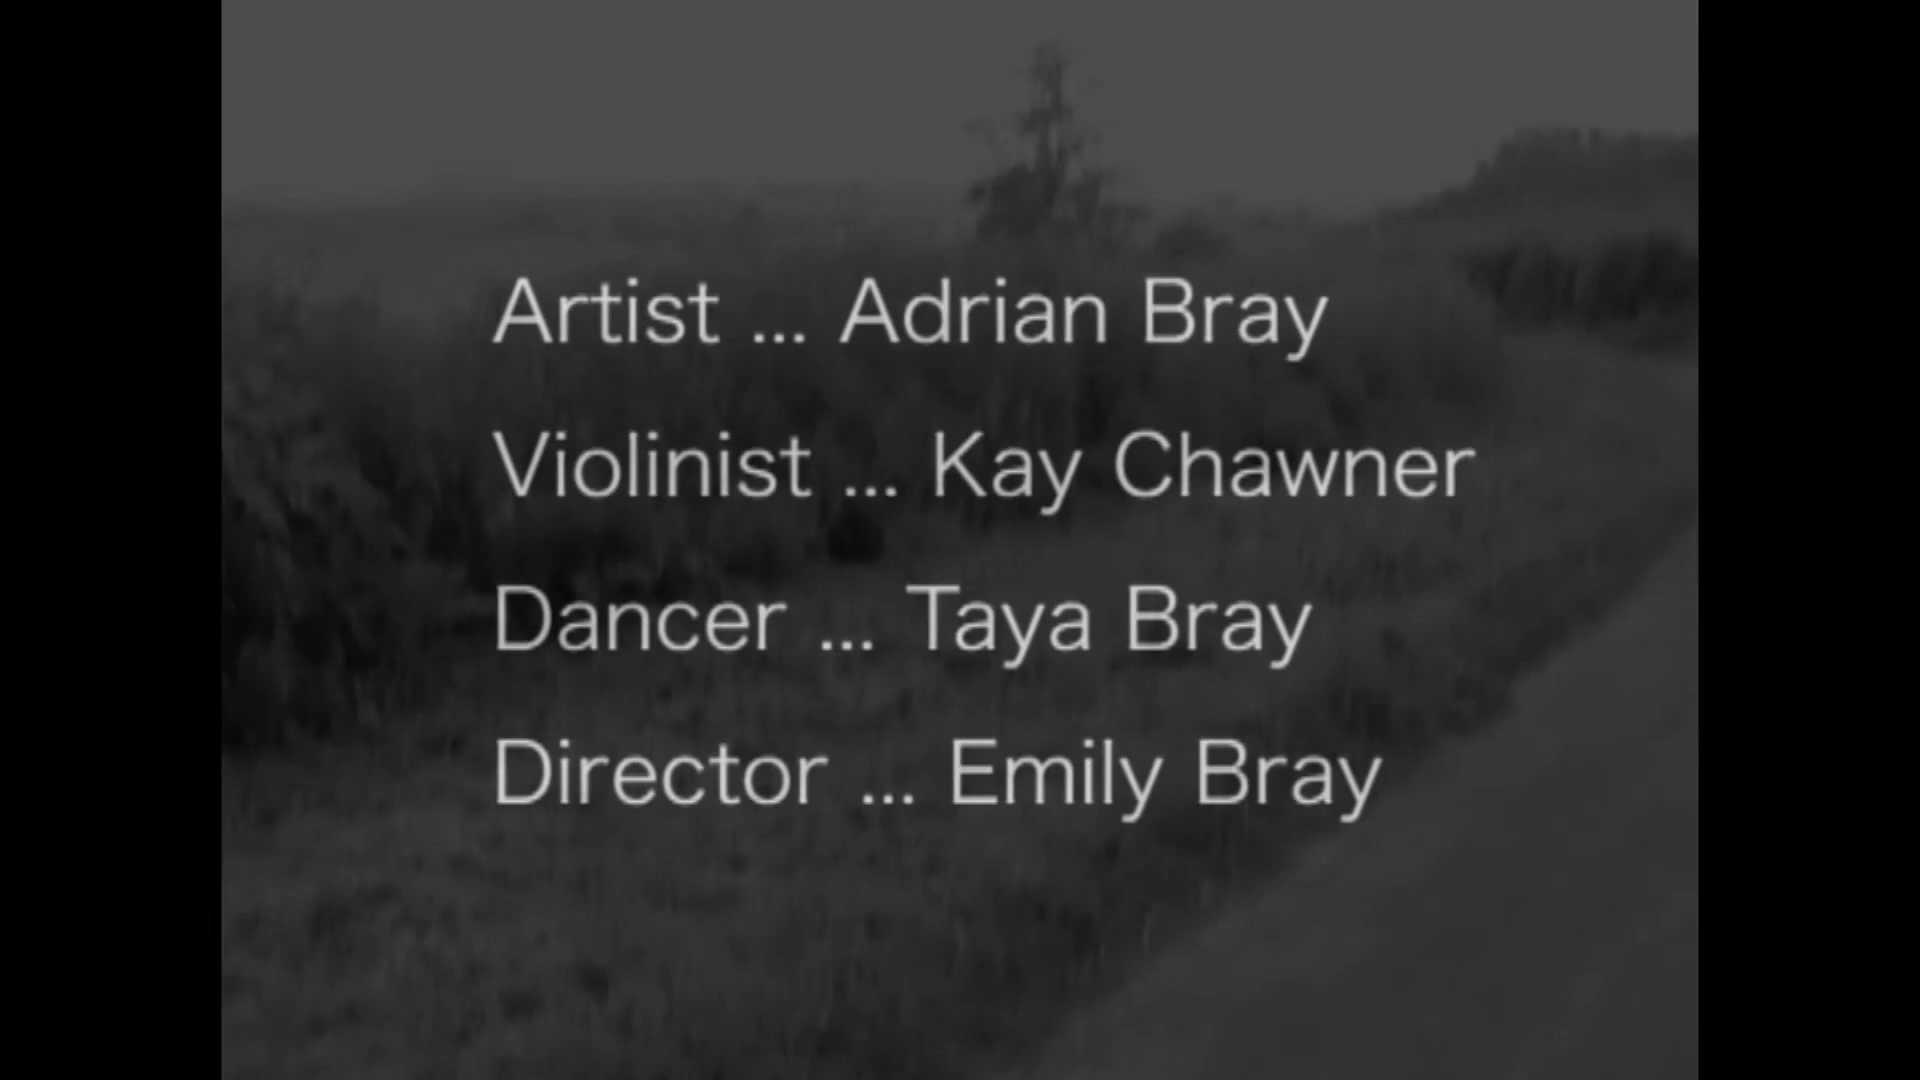 Artist ... Adrian Bray
Violinist ... Kay Chawner
Dancer ... Taya Bray
Director ... Emily Bray